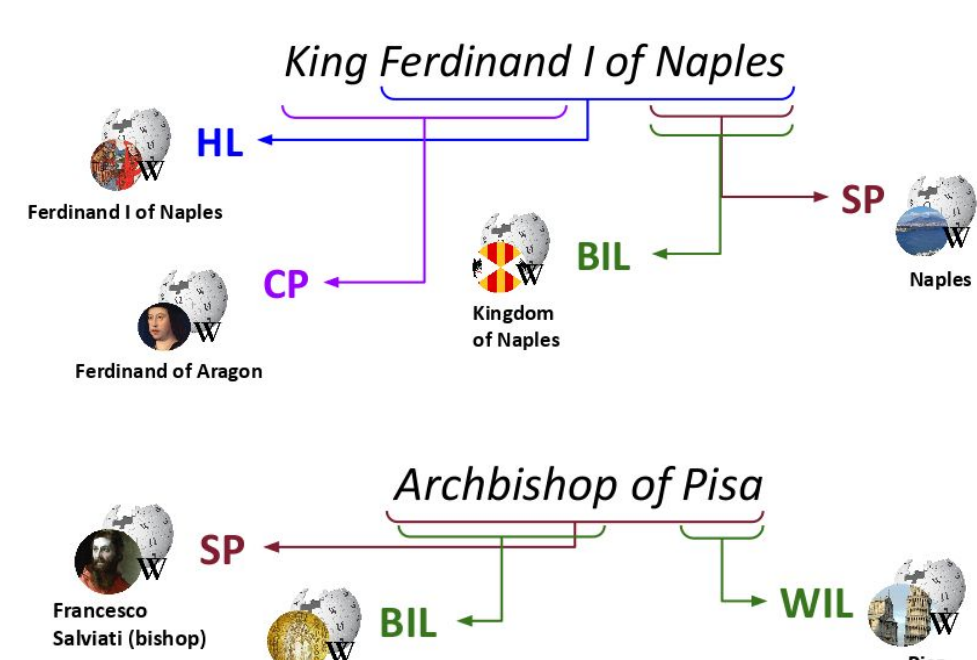 King Ferdinand I of Naples
HL
Ferdinand I of Naples
SP
Naples
BIL
Kingdom
of Naples
CP
Ferdinand of Aragon
Archbishop of Pisa
SP
Francesco
Salviati (bishop)
BIL
WIL
W
W
W
W
W
W
W